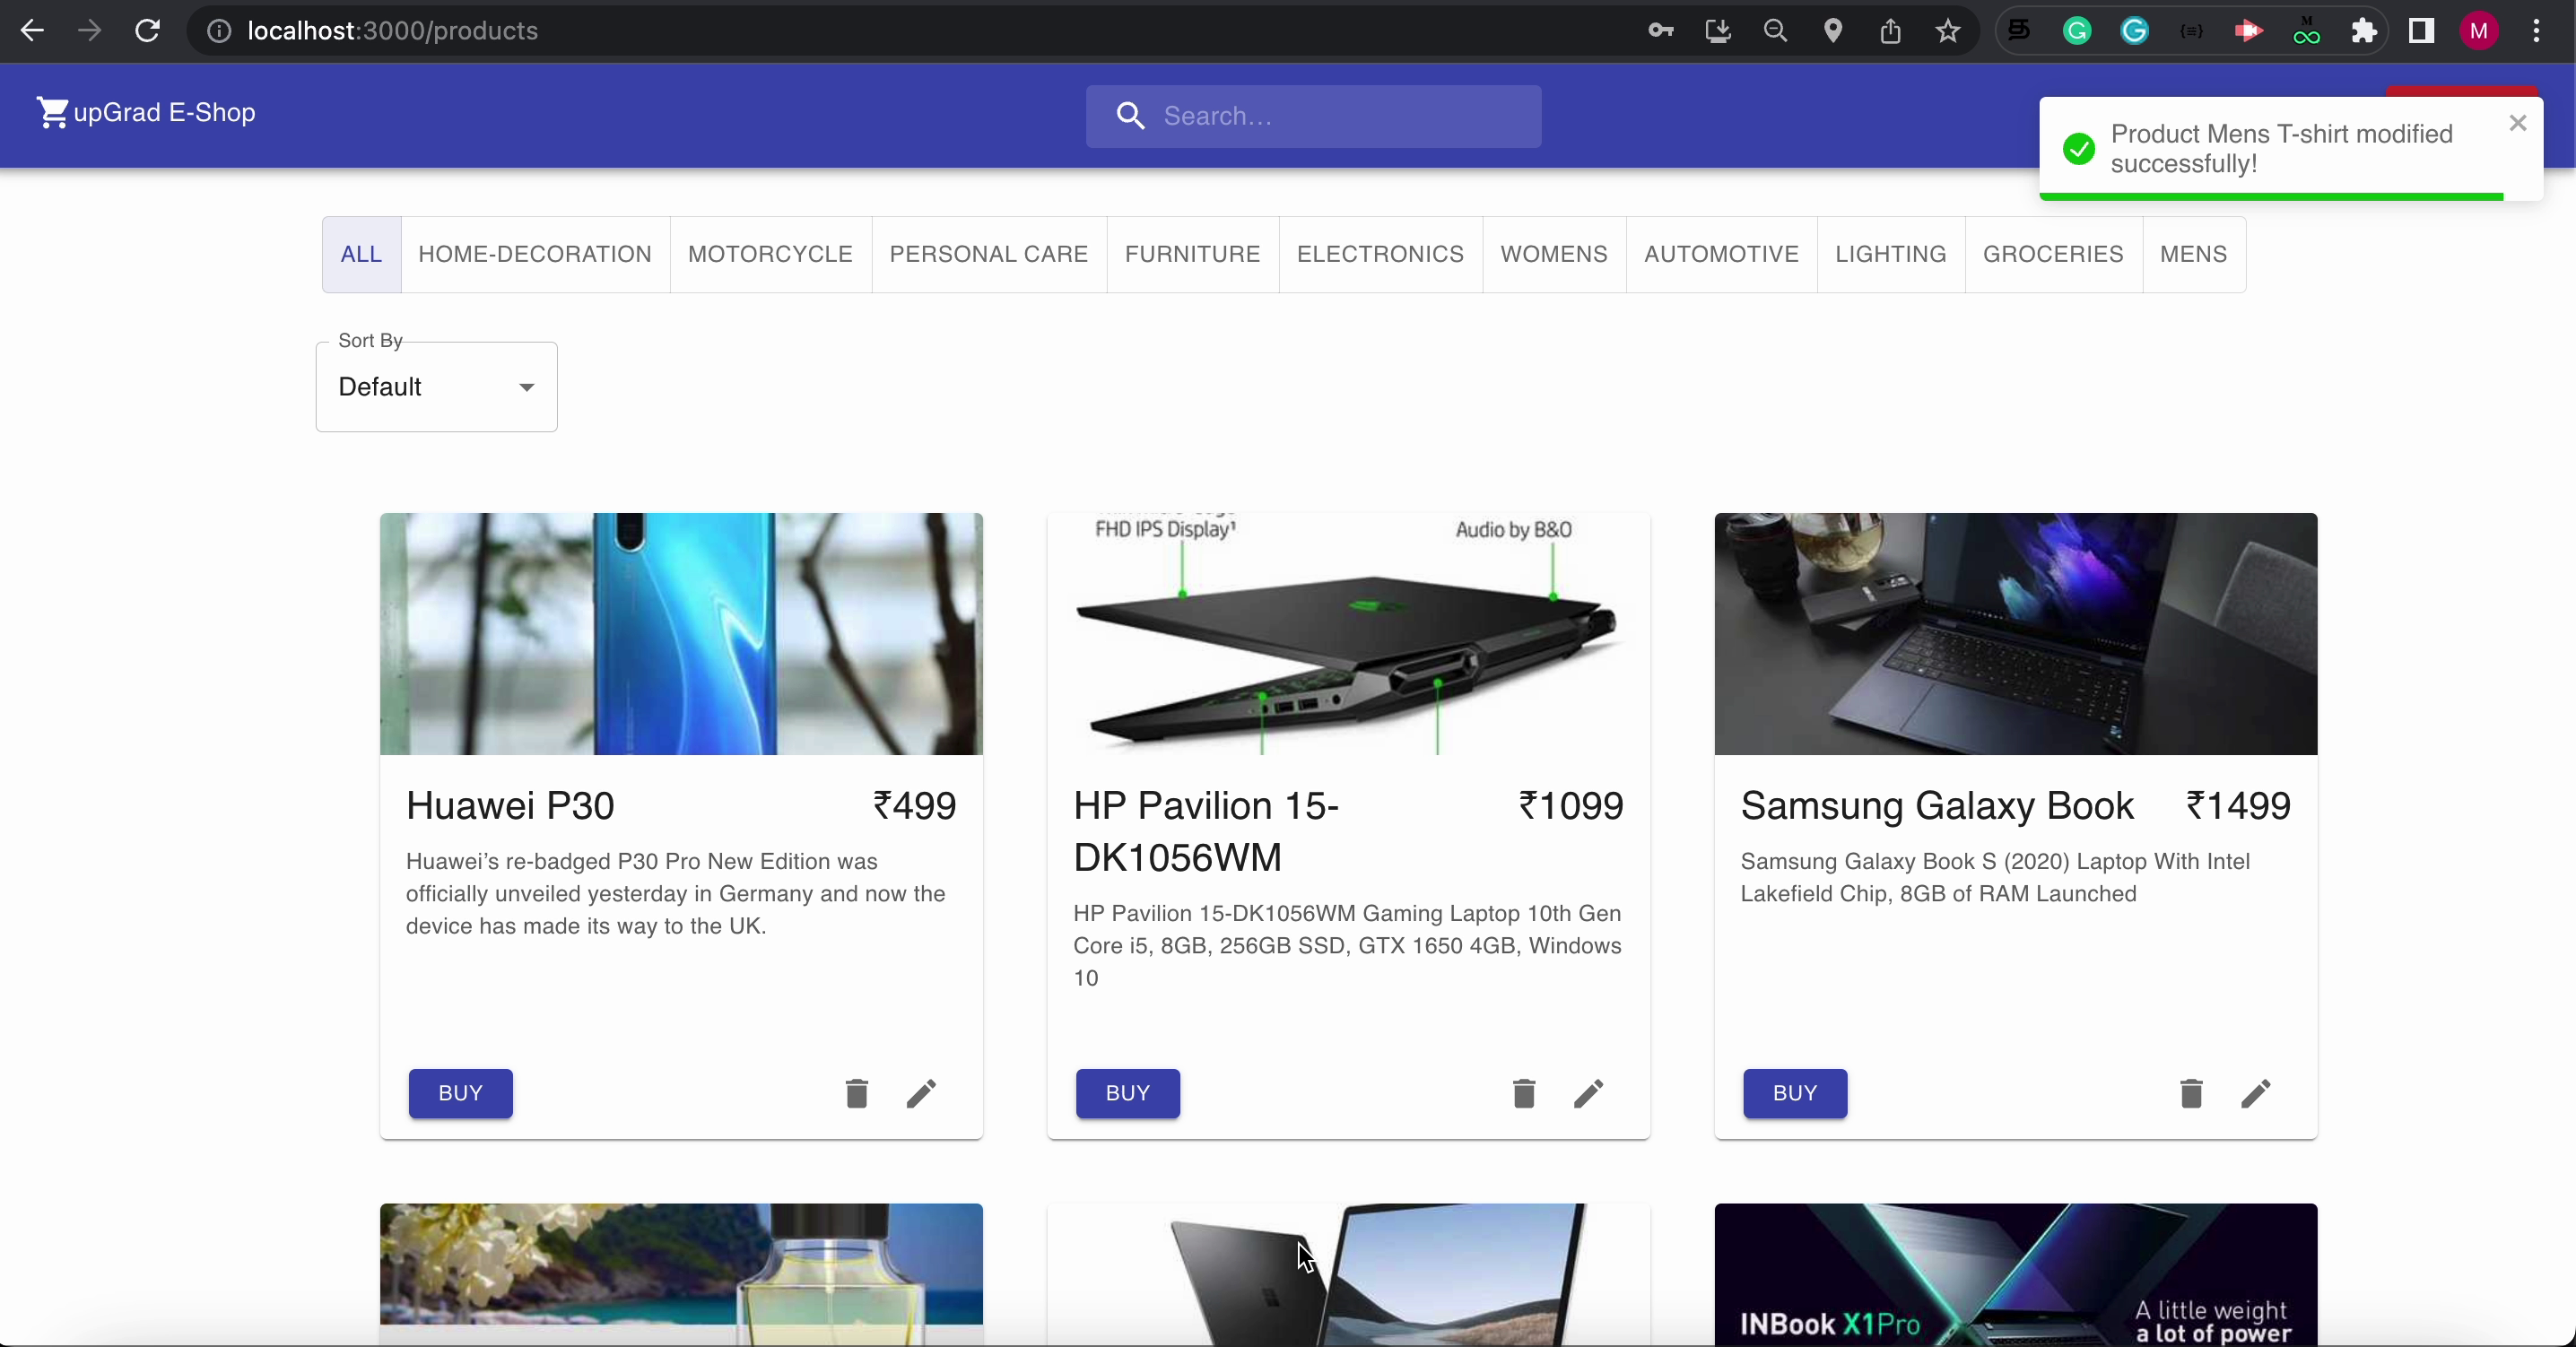 localhost:3000/products
M
M
upGrad E-Shop
Search...
Product Mens T-shirt modified
successfully!
ALL
HOME-DECORATION
MOTORCYCLE
PERSONAL CARE
FURNITURE
ELECTRONICS
WOMENS
AUTOMOTIVE
LIGHTING
GROCERIES
MENS
Sort By
Default
FHD IPS Display¹
Audio by B&O
Huawei P30
₹499
Huawei’s re-badged P30 Pro New Edition was
officially unveiled yesterday in Germany and now the
device has made its way to the UK.
BUY
HP Pavilion 15-
DK1056WM
₹1099
HP Pavilion 15-DK1056WM Gaming Laptop 10th Gen
Core i5, 8GB, 256GB SSD, GTX 1650 4GB, Windows
10
BUY
Samsung Galaxy Book
₹1499
Samsung Galaxy Book S (2020) Laptop With Intel
Lakefield Chip, 8GB of RAM Launched
BUY
INBook X1Pro
A little weight
a lot of power